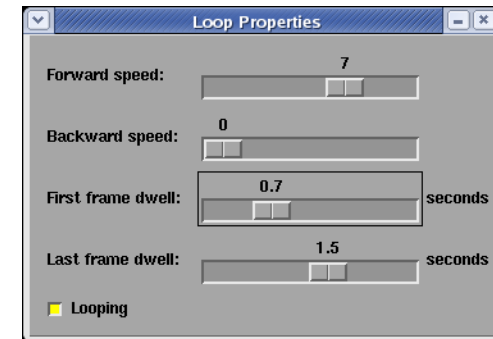 Loop Properties
7
Forward speed:
0
Backward speed:
0.7
First frame dwell: seconds
1.5
Last frame dwell: seconds
Looping